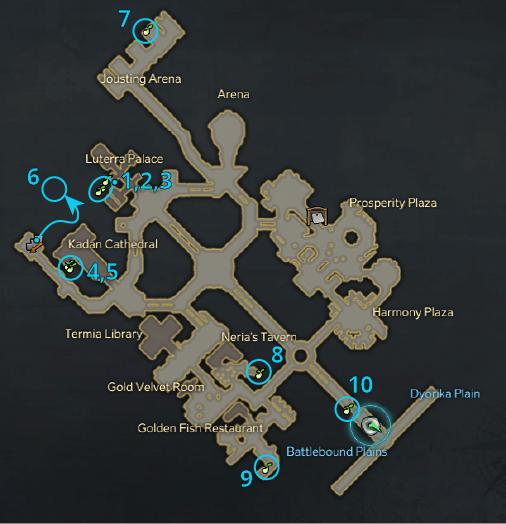 7
Jousting Arena
Arena
Luterra Palace
6
1,2,3
Prosperity Plaza
Kadan Cathedral
4,5
Harmony Plaza
Termia Library
Neria's Tavern
8
Gold Velvet Room
10
Dyorika Plain
Golden Fish Restaurant
Battlebound Plains
9